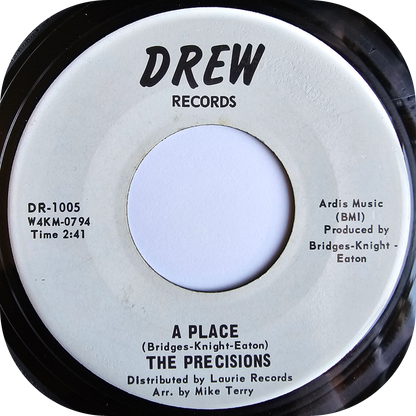 DREW
RECORDS
DR-1005
W4KM-0794
Time 2:41
Ardis Music
(BMI)
Produced by
Bridges-Knight-
Eaton
A PLACE
(Bridges-Knight-Eaton)
THE PRECISIONS
Distributed by Laurie Records
Arr. by Mike Terry